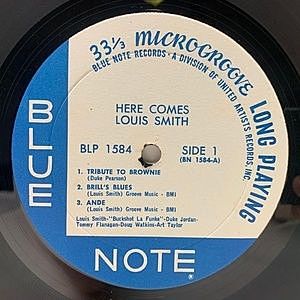 33⅓ MICROGROOVE LONG PLAYING
BLUE NOTE RECORDS • A DIVISION OF UNITED ARTISTS RECORDS, INC.
BLUE
HERE COMES
LOUIS SMITH
BLP 1584 SIDE 1
(BN 1584-A)
1. TRIBUTE TO BROWNIE
(Duke Pearson)
2. BRILL'S BLUES
(Louis Smith) Groove Music - BMI
3. ANDE
(Louis Smith) Groove Music - BMI
Louis Smith-"Buckshot La Funke"-Duke Jordan-
Tommy Flanagan-Doug Watkins-Art Taylor
NOTE
®